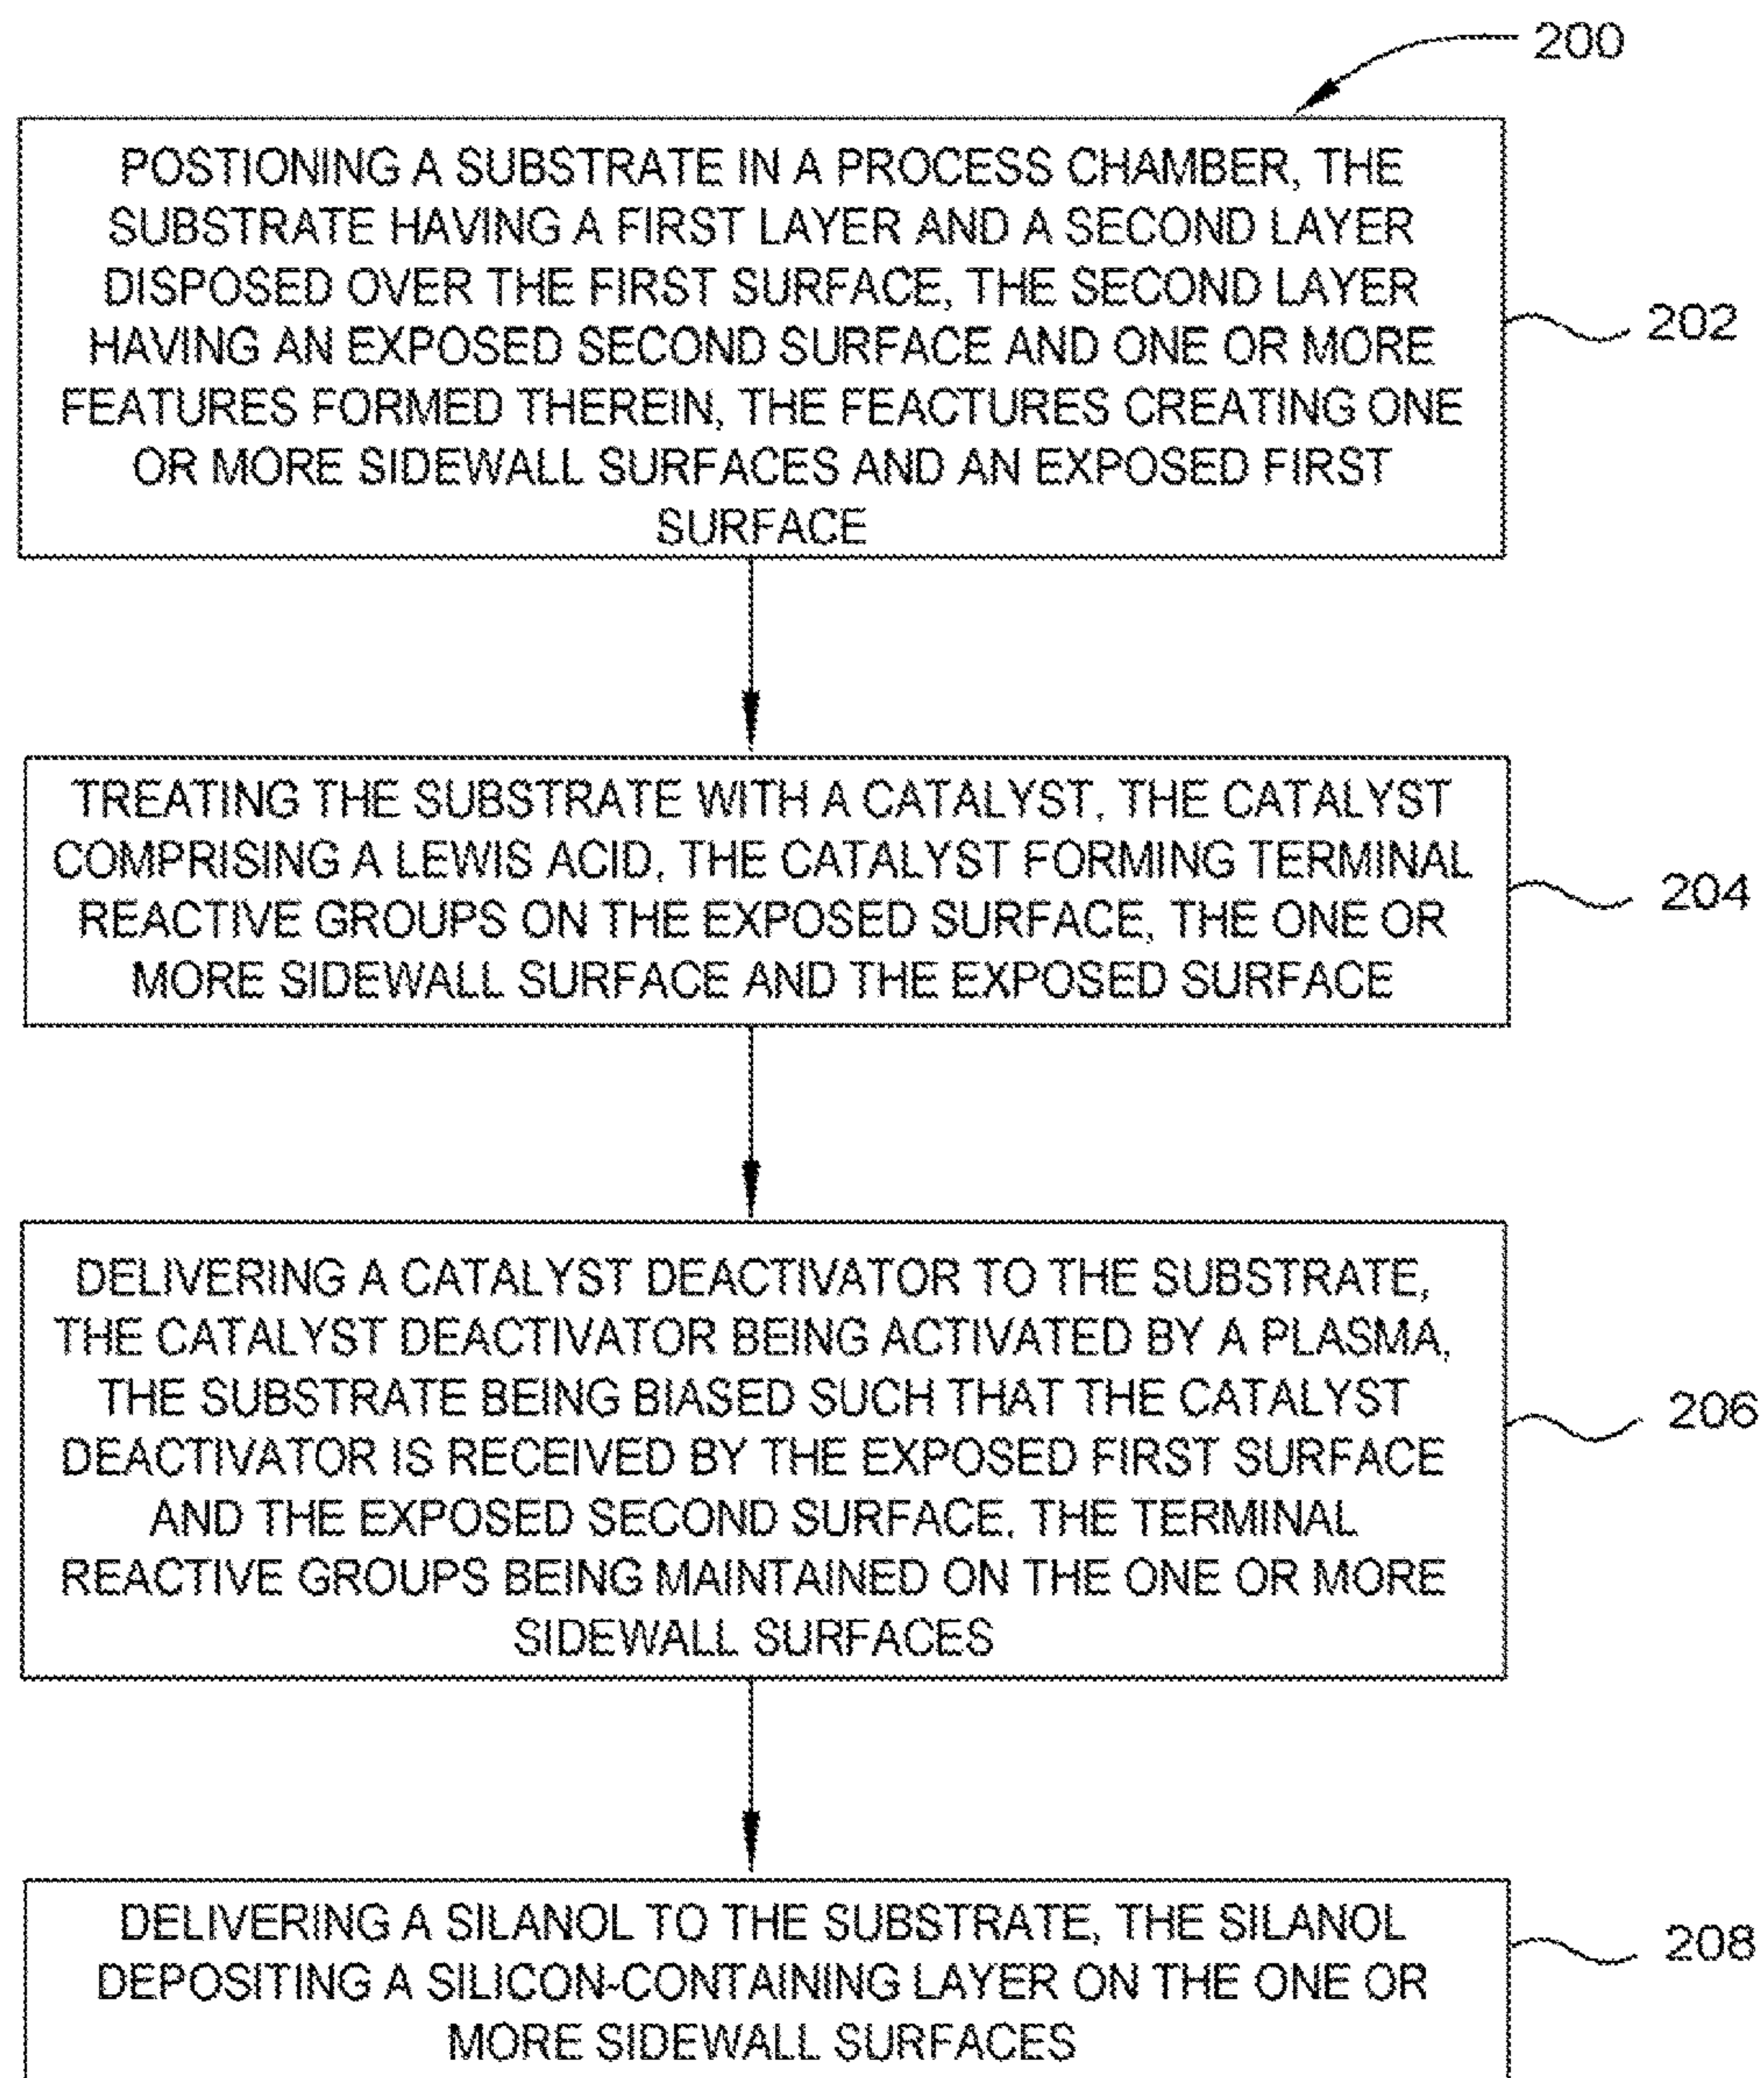 200
POSTIONING A SUBSTRATE IN A PROCESS CHAMBER, THE
SUBSTRATE HAVING A FIRST LAYER AND A SECOND LAYER
DISPOSED OVER THE FIRST SURFACE, THE SECOND LAYER
HAVING AN EXPOSED SECOND SURFACE AND ONE OR MORE
FEATURES FORMED THEREIN, THE FEACTURES CREATING ONE
OR MORE SIDEWALL SURFACES AND AN EXPOSED FIRST
SURFACE
202
TREATING THE SUBSTRATE WITH A CATALYST, THE CATALYST
COMPRISING A LEWIS ACID, THE CATALYST FORMING TERMINAL
REACTIVE GROUPS ON THE EXPOSED SURFACE, THE ONE OR
MORE SIDEWALL SURFACE AND THE EXPOSED SURFACE
204
DELIVERING A CATALYST DEACTIVATOR TO THE SUBSTRATE,
THE CATALYST DEACTIVATOR BEING ACTIVATED BY A PLASMA,
THE SUBSTRATE BEING BIASED SUCH THAT THE CATALYST
DEACTIVATOR IS RECEIVED BY THE EXPOSED FIRST SURFACE
AND THE EXPOSED SECOND SURFACE, THE TERMINAL
REACTIVE GROUPS BEING MAINTAINED ON THE ONE OR MORE
SIDEWALL SURFACES
206
DELIVERING A SILANOL TO THE SUBSTRATE, THE SILANOL
DEPOSITING A SILICON-CONTAINING LAYER ON THE ONE OR
MORE SIDEWALL SURFACES
208